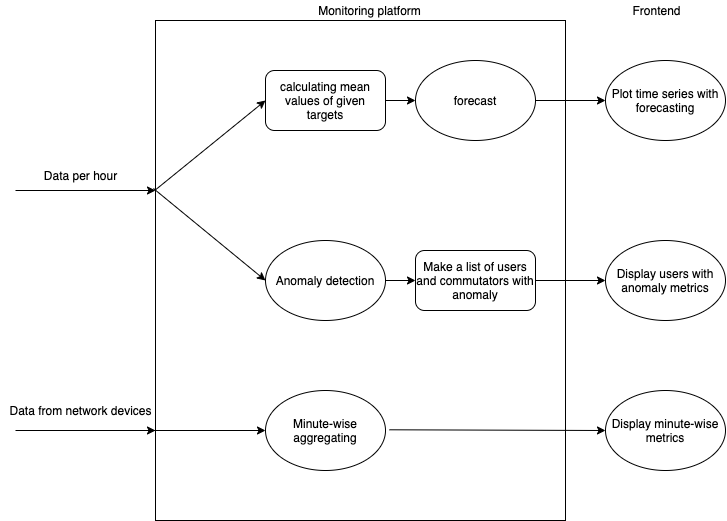 Monitoring platform
Frontend
calculating mean
values of given
targets
forecast
Plot time series with
forecasting
Data per hour
Anomaly detection
Make a list of users
and commutators with
anomaly
Display users with
anomaly metrics
Data from network devices
Minute-wise
aggregating
Display minute-wise
metrics